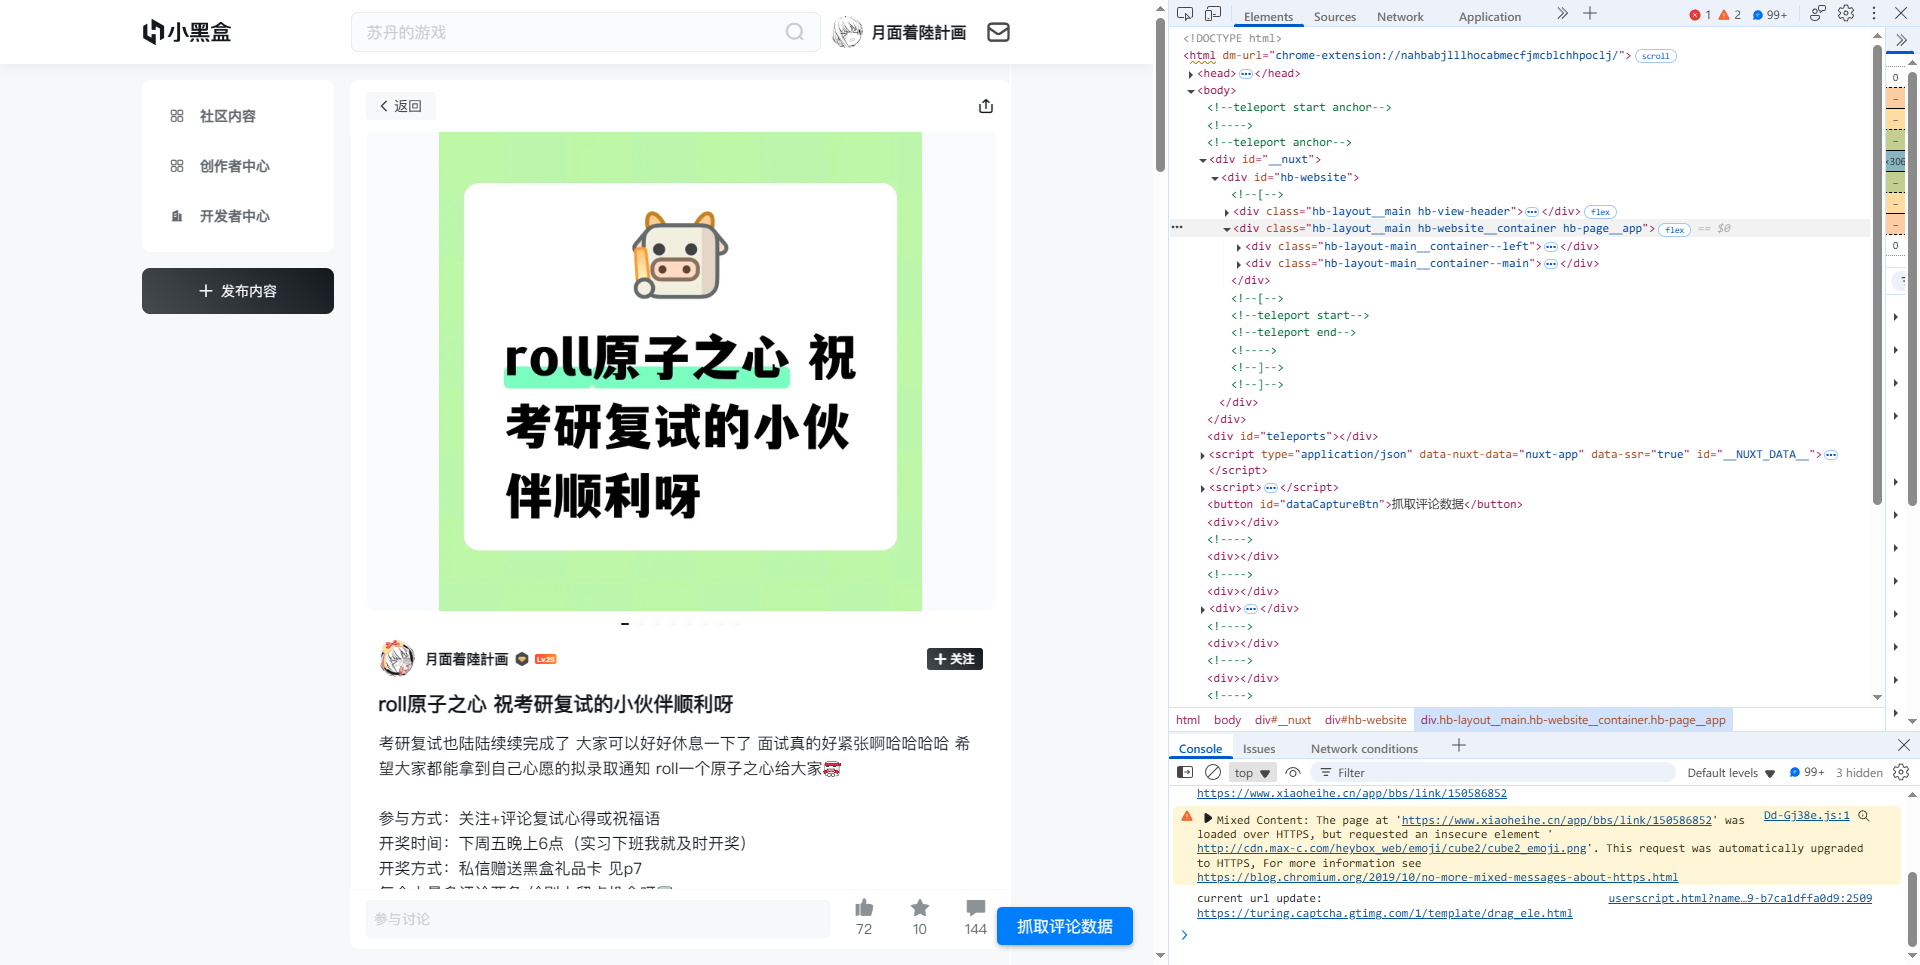 小黑盒
苏丹的游戏
月面着陸計画
社区内容
创作者中心
开发者中心
发布内容
返回
roll原子之心 祝
考研复试的小伙
伴顺利呀
月面着陸計画
Lv.25
关注
roll原子之心 祝考研复试的小伙伴顺利呀
考研复试也陆陆续续完成了 大家可以好好休息一下了 面试真的好紧张啊哈哈哈哈 希
望大家都能拿到自己心愿的拟录取通知 roll一个原子之心给大家
参与方式：关注+评论复试心得或祝福语
开奖时间：下周五晚上6点（实习下班我就及时开奖）
开奖方式：私信赠送黑盒礼品卡 见p7
参与讨论
72
10
144
抓取评论数据
Elements
Sources
Network
Application
1
2
99+
<!DOCTYPE html>
<html dm-url="chrome-extension://nahbabjlllhocabmecfjmcblchhpoclj/"> scroll
<head>…</head>
<body>
<!--teleport start anchor-->
<!---->
<!--teleport anchor-->
<div id="__nuxt">
<div id="hb-website">
<!--[-->
<div class="hb-layout__main hb-view-header">…</div> flex
<div class="hb-layout__main hb-website__container hb-page__app"> flex == $0
<div class="hb-layout-main__container--left">…</div>
<div class="hb-layout-main__container--main">…</div>
</div>
<!--[-->
<!--teleport start-->
<!--teleport end-->
<!---->
<!--]-->
<!--]-->
</div>
</div>
<div id="teleports"></div>
<script type="application/json" data-nuxt-data="nuxt-app" data-ssr="true" id="__NUXT_DATA__">…
</script>
<script>…</script>
<button id="dataCaptureBtn">抓取评论数据</button>
<div></div>
<!---->
<div></div>
<!---->
<div></div>
<div>…</div>
<!---->
<div></div>
<!---->
<div></div>
<!---->
0
306
0
html body div#__nuxt div#hb-website div.hb-layout__main.hb-website__container.hb-page__app
Console
Issues
Network conditions
top
Filter
Default levels
99+
3 hidden
https://www.xiaoheihe.cn/app/bbs/link/150586852
Mixed Content: The page at 'https://www.xiaoheihe.cn/app/bbs/link/150586852' was
Dd-Gj38e.js:1
loaded over HTTPS, but requested an insecure element '
http://cdn.max-c.com/heybox_web/emoji/cube2/cube2_emoji.png'. This request was automatically upgraded
to HTTPS, For more information see
https://blog.chromium.org/2019/10/no-more-mixed-messages-about-https.html
current url update:
userscript.html?name…9-b7ca1dffa0d9:2509
https://turing.captcha.gtimg.com/1/template/drag_ele.html